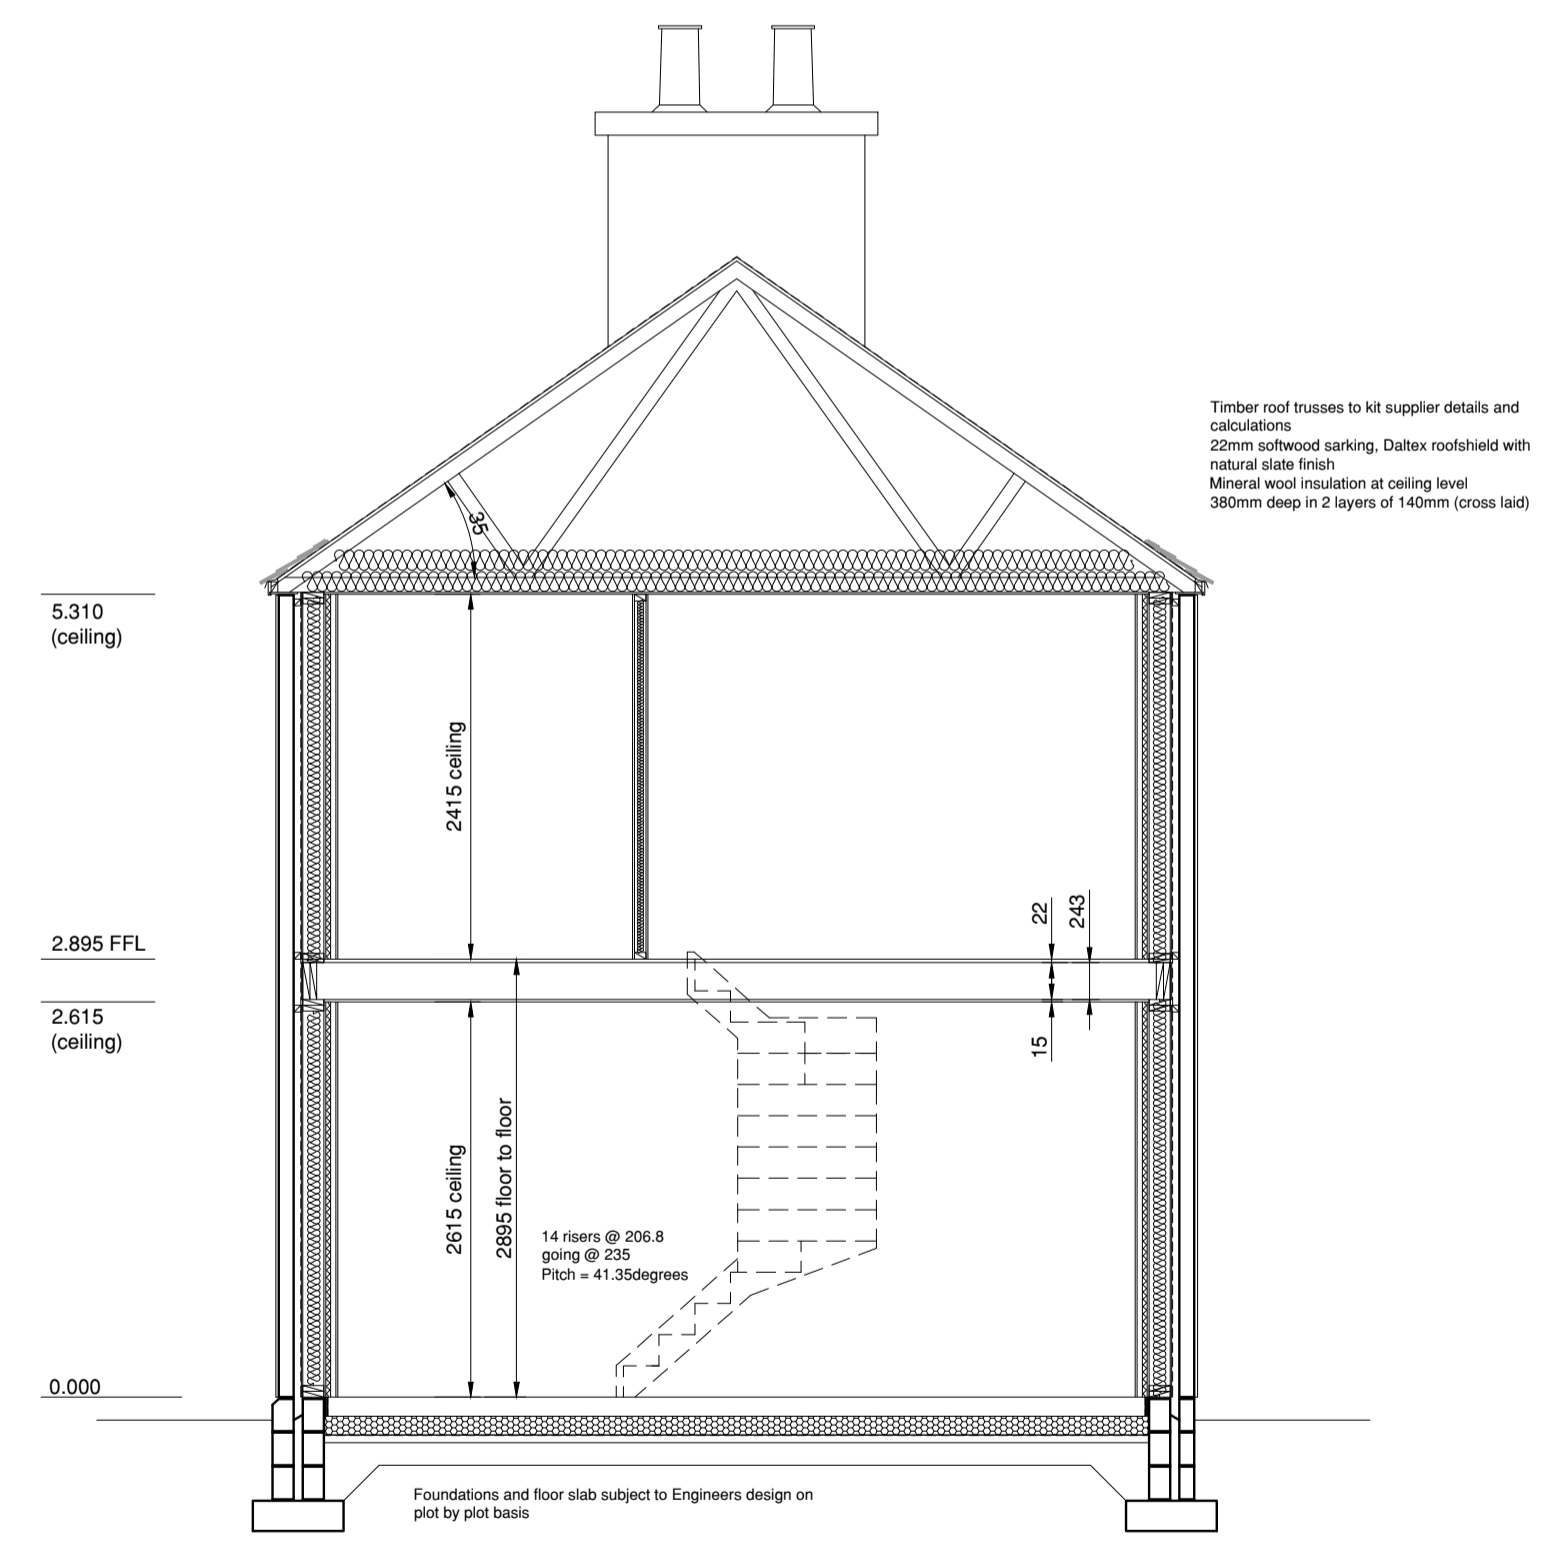 Timber roof trusses to kit supplier details and
calculations
22mm softwood sarking, Daltex roofshield with
natural slate finish
Mineral wool insulation at ceiling level
380mm deep in 2 layers of 140mm (cross laid)
35
5.310
(ceiling)
2415 ceiling
2.895 FFL
22
243
2.615
(ceiling)
15
2615 ceiling
2895 floor to floor
14 risers @ 206.8
going @ 235
Pitch = 41.35degrees
0.000
Foundations and floor slab subject to Engineers design on
plot by plot basis